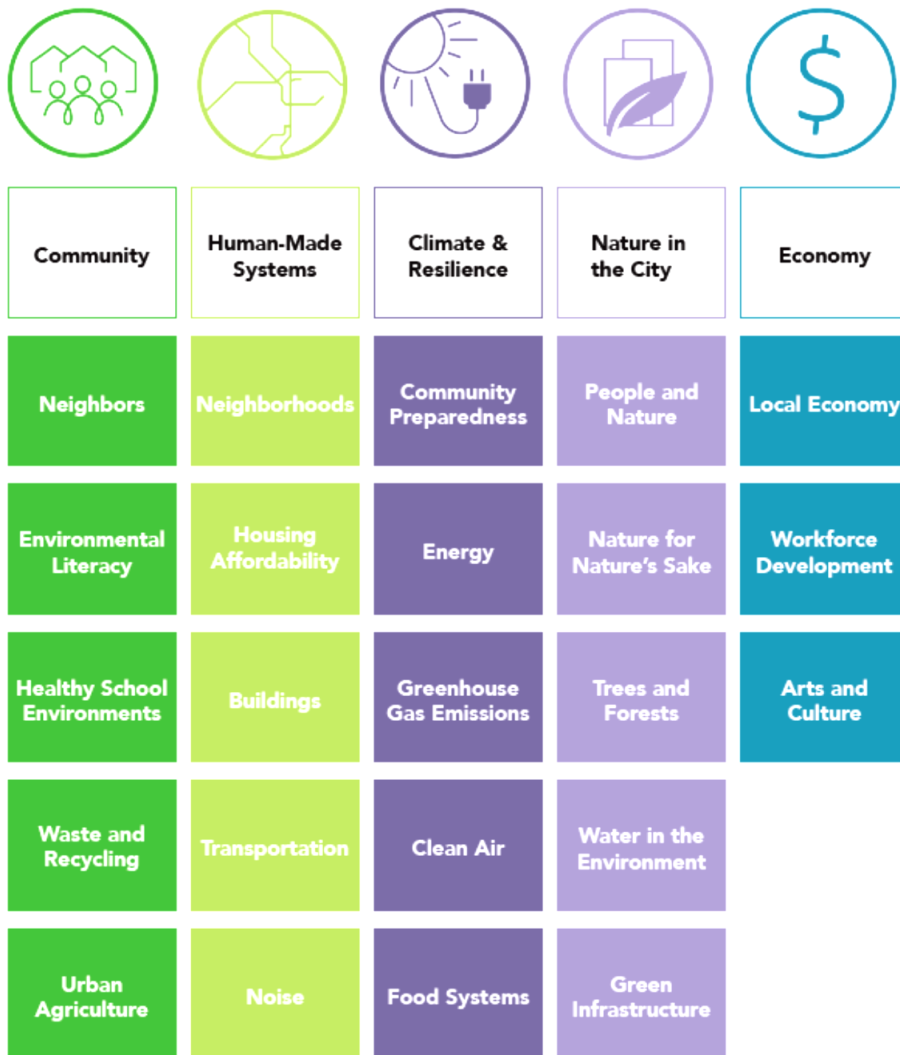 Community
Human-Made
Systems
Climate &
Resilience
Nature in
the City
Economy
Neighbors
Neighborhoods
Community
Preparedness
People and
Nature
Local Economy
Environmental
Literacy
Housing
Affordability
Energy
Nature for
Nature's Sake
Workforce
Development
Healthy School
Environments
Buildings
Greenhouse
Gas Emissions
Trees and
Forests
Arts and
Culture
Waste and
Recycling
Transportation
Clean Air
Water in the
Environment
Urban
Agriculture
Noise
Food Systems
Green
Infrastructure